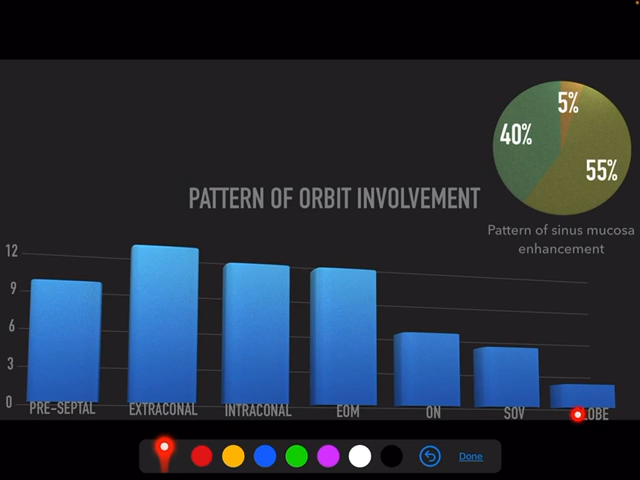 5%
40%
55%
PATTERN OF ORBIT INVOLVEMENT
Pattern of sinus mucosa
enhancement
12
9
6
3
0
PRE-SEPTAL EXTRACONAL INTRACONAL EOM ON SOV LOBE
Done